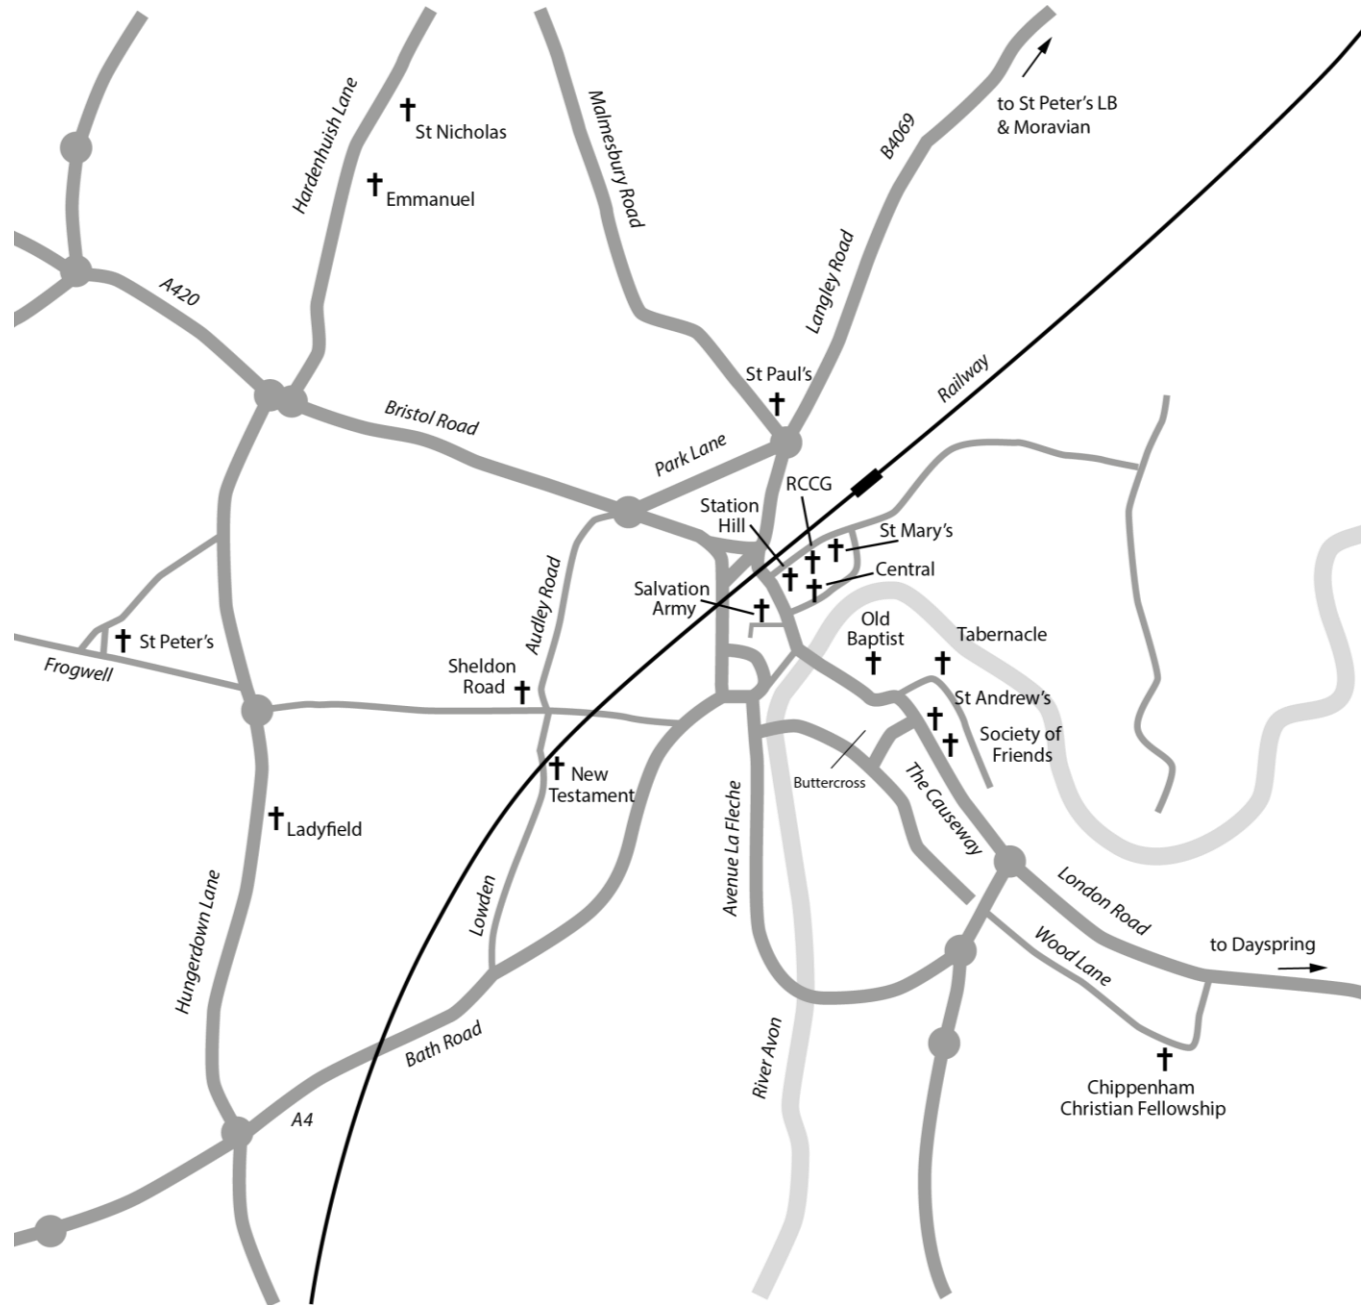 to St Peter's LB
& Moravian
Hardenhuish Lane
St Nicholas
Malmesbury Road
B4069
Emmanuel
A420
Langley Road
Railway
St Paul's
Bristol Road
Park Lane
RCCG
Station
Hill
St Mary's
Central
Salvation
Army
Audley Road
Old
Baptist
Tabernacle
St Peter's
Frogwell
Sheldon
Road
St Andrew's
Society of
Friends
New
Testament
Buttercross
Avenue La Fleche
The Causeway
Ladyfield
Hungerdown Lane
Lowden
London Road
Wood Lane
to Dayspring
Bath Road
River Avon
A4
Chippenham
Christian Fellowship